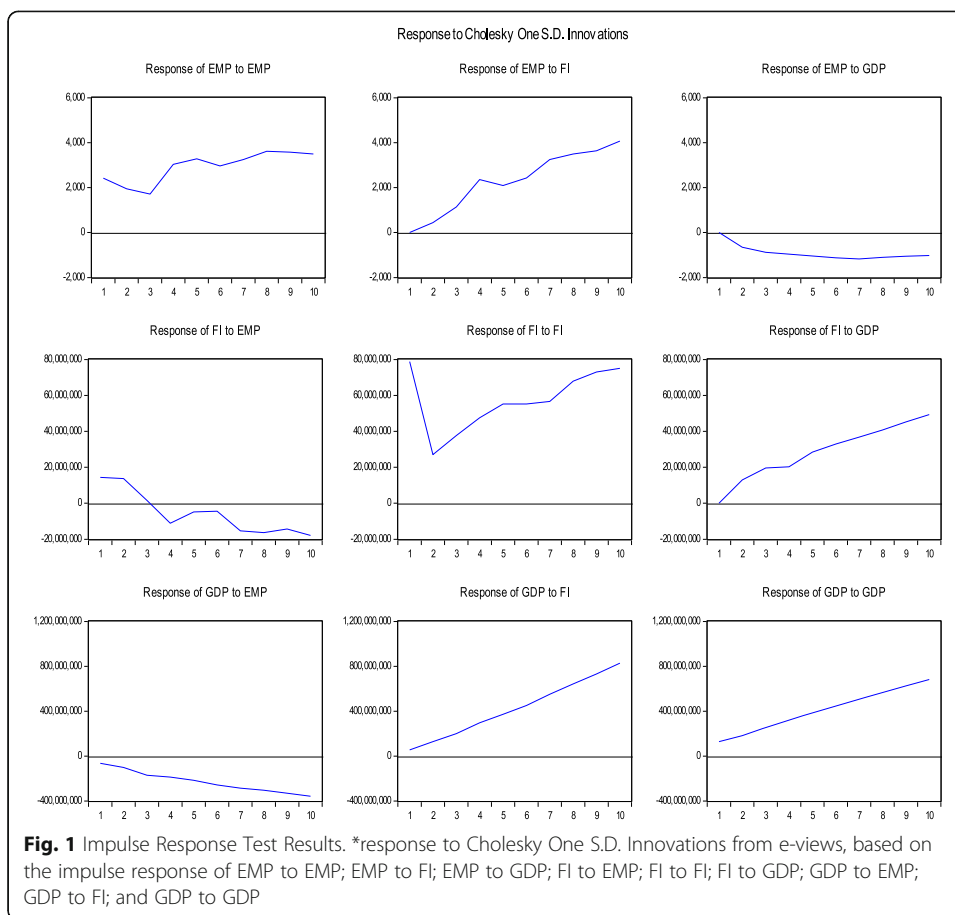 Response to Cholesky One S.D. Innovations
Response of EMP to EMP
6,000
4,000
2,000
0
-2,000
1 2 3 4 5 6 7 8 9 10
Response of EMP to FI
6,000
4,000
2,000
0
-2,000
1 2 3 4 5 6 7 8 9 10
Response of EMP to GDP
6,000
4,000
2,000
0
-2,000
1 2 3 4 5 6 7 8 9 10
Response of FI to EMP
80,000,000
60,000,000
40,000,000
20,000,000
0
-20,000,000
1 2 3 4 5 6 7 8 9 10
Response of FI to FI
80,000,000
60,000,000
40,000,000
20,000,000
0
-20,000,000
1 2 3 4 5 6 7 8 9 10
Response of FI to GDP
80,000,000
60,000,000
40,000,000
20,000,000
0
-20,000,000
1 2 3 4 5 6 7 8 9 10
Response of GDP to EMP
1,200,000,000
800,000,000
400,000,000
0
-400,000,000
1 2 3 4 5 6 7 8 9 10
Response of GDP to FI
1,200,000,000
800,000,000
400,000,000
0
-400,000,000
1 2 3 4 5 6 7 8 9 10
Response of GDP to GDP
1,200,000,000
800,000,000
400,000,000
0
-400,000,000
1 2 3 4 5 6 7 8 9 10
Fig. 1 Impulse Response Test Results. *response to Cholesky One S.D. Innovations from e-views, based on
the impulse response of EMP to EMP; EMP to FI; EMP to GDP; FI to EMP; FI to FI; FI to GDP; GDP to EMP;
GDP to FI; and GDP to GDP